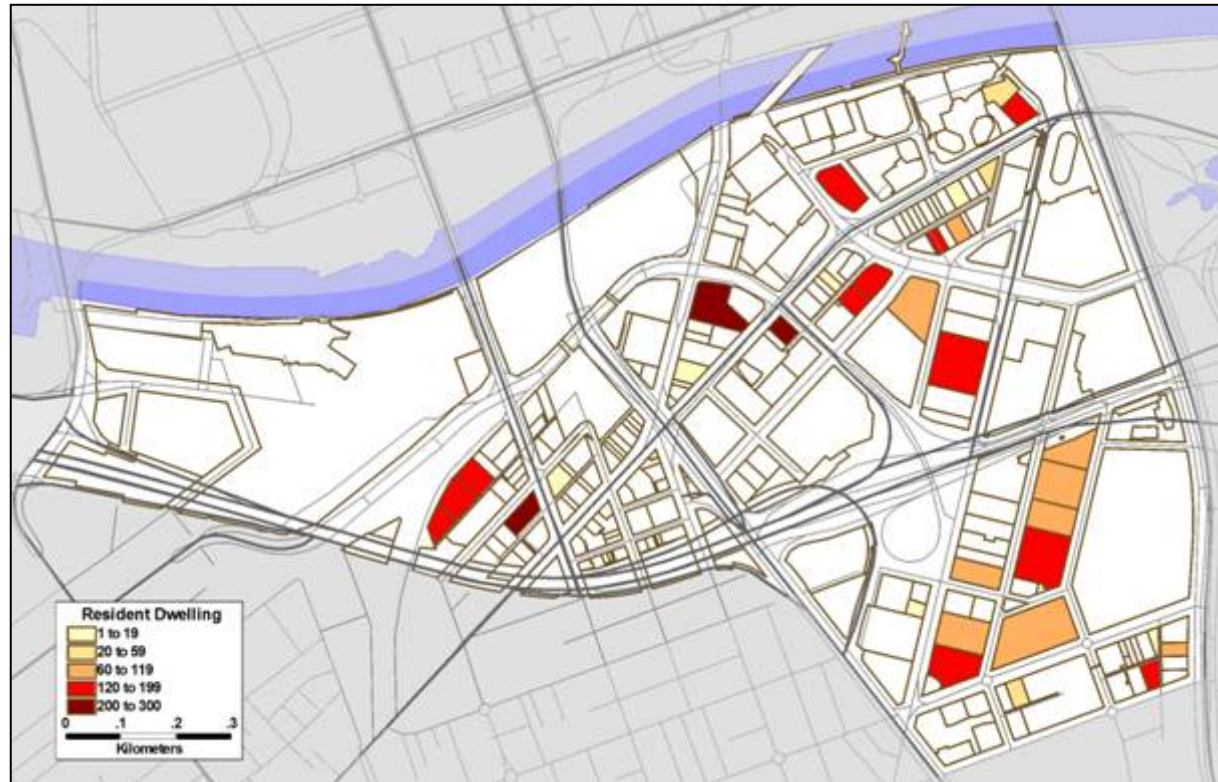 Resident Dwelling
1 to 19
20 to 59
60 to 119
120 to 199
200 to 300
0 .1 .2 .3
Kilometers